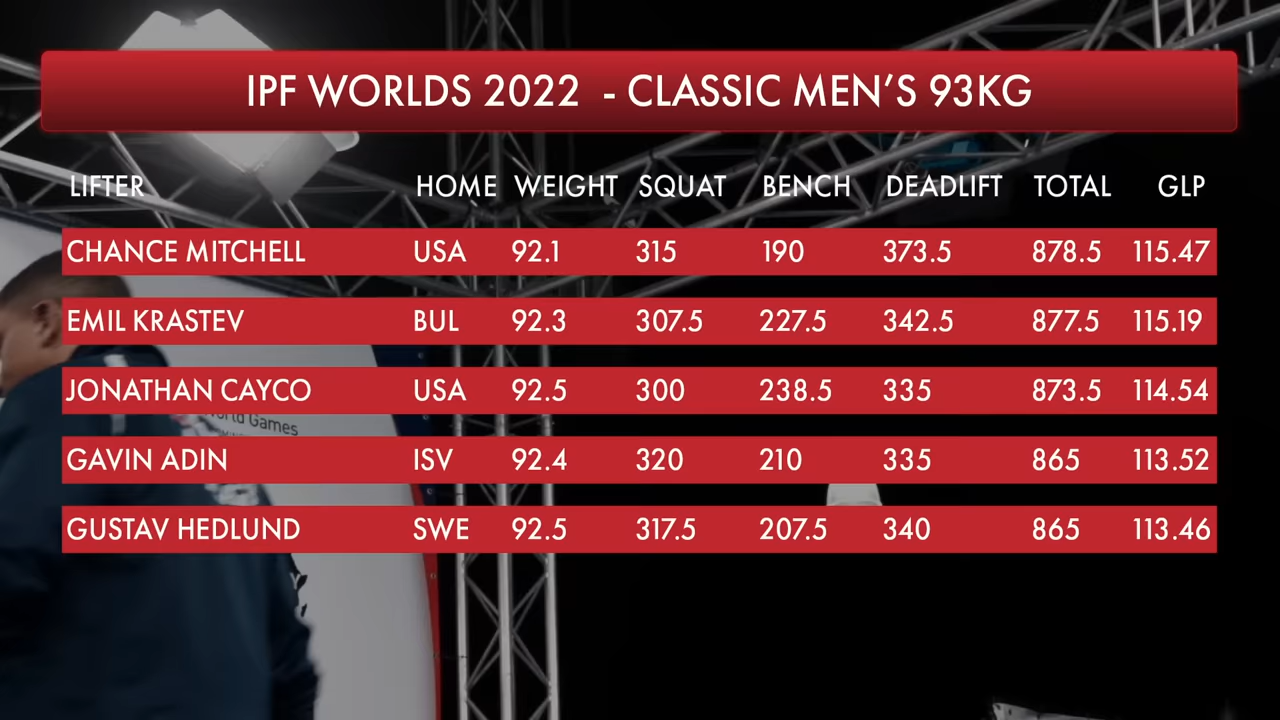 IPF WORLDS 2022 - CLASSIC MEN'S 93KG
LIFTER HOME WEIGHT SQUAT BENCH DEADLIFT TOTAL GLP
CHANCE MITCHELL USA 92.1 315 190 373.5 878.5 115.47
EMIL KRASTEV BUL 92.3 307.5 227.5 342.5 877.5 115.19
JONATHAN CAYCO USA 92.5 300 238.5 335 873.5 114.54
World Games
GAVIN ADIN ISV 92.4 320 210 335 865 113.52
GUSTAV HEDLUND SWE 92.5 317.5 207.5 340 865 113.46